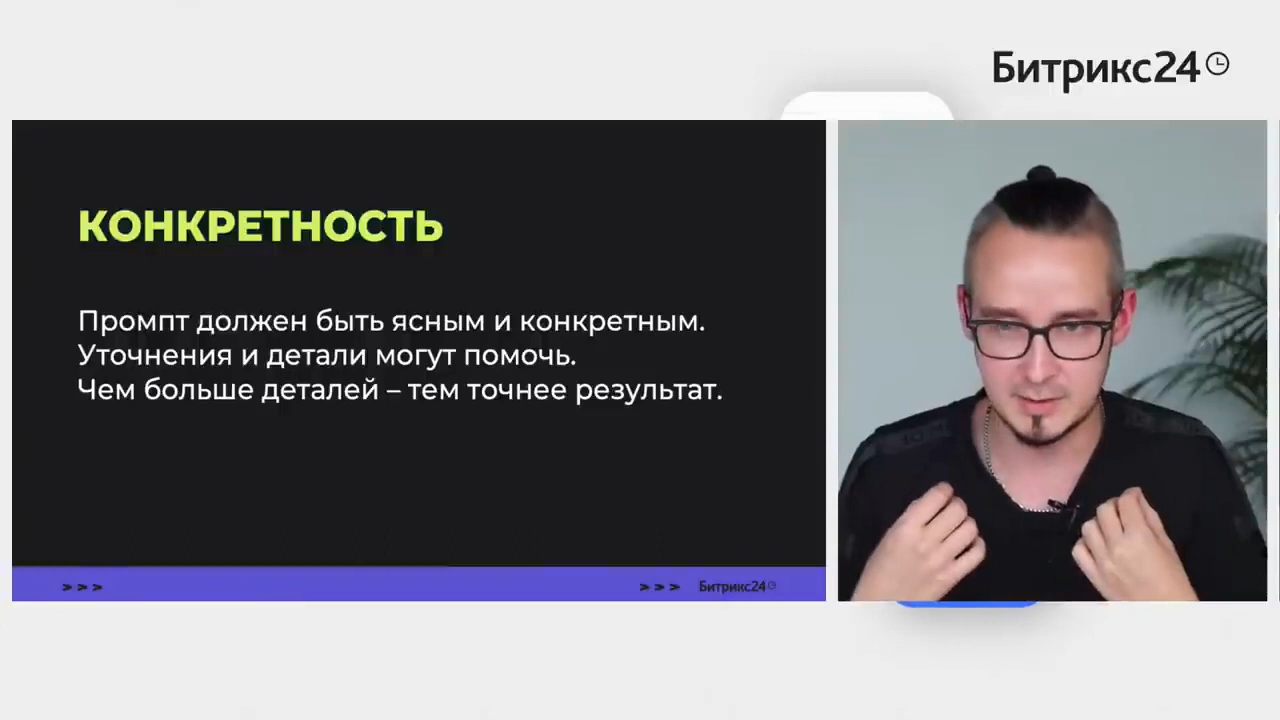 Битрикс24
КОНКРЕТНОСТЬ
Промпт должен быть ясным и конкретным.
Уточнения и детали могут помочь.
Чем больше деталей – тем точнее результат.
> > >
> > > Битрикс24